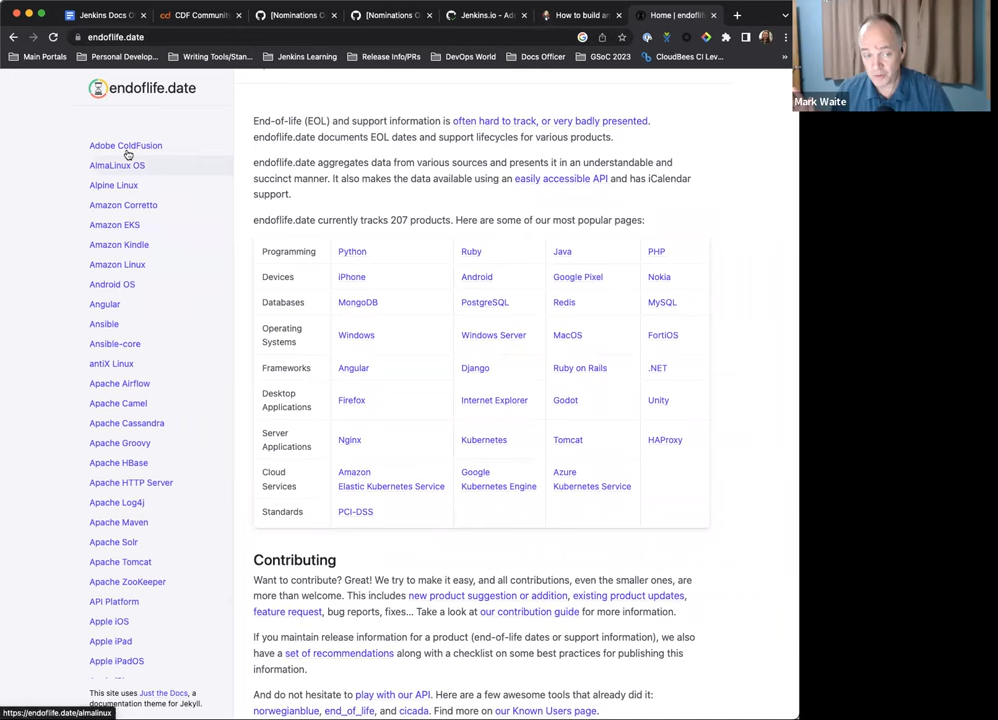 Jenkins Docs O
CDF Communit
[Nominations O
[Nominations O
Jenkins.io - Ad
How to build an
Home | endofli
endoflife.date
Main Portals
Personal Develop...
Writing Tools/Stan...
Jenkins Learning
Release Info/PRs
DevOps World
Docs Officer
GSoC 2023
CloudBees CI Lev...
Mark Waite
endoflife.date
Adobe ColdFusion
AlmaLinux OS
Alpine Linux
Amazon Corretto
Amazon EKS
Amazon Kindle
Amazon Linux
Android OS
Angular
Ansible
Ansible-core
antiX Linux
Apache Airflow
Apache Camel
Apache Cassandra
Apache Groovy
Apache HBase
Apache HTTP Server
Apache Log4j
Apache Maven
Apache Solr
Apache Tomcat
Apache ZooKeeper
API Platform
Apple iOS
Apple iPad
Apple iPadOS
This site uses Just the Docs, a
documentation theme for Jekyll.
https://endoflife.date/almalinux
End-of-life (EOL) and support information is often hard to track, or very badly presented.
endoflife.date documents EOL dates and support lifecycles for various products.
endoflife.date aggregates data from various sources and presents it in an understandable and
succinct manner. It also makes the data available using an easily accessible API and has iCalendar
support.
endoflife.date currently tracks 207 products. Here are some of our most popular pages:
Programming Python Ruby Java PHP
Devices iPhone Android Google Pixel Nokia
Databases MongoDB PostgreSQL Redis MySQL
Operating
Systems Windows Windows Server MacOS FortiOS
Frameworks Angular Django Ruby on Rails .NET
Desktop
Applications Firefox Internet Explorer Godot Unity
Server
Applications Nginx Kubernetes Tomcat HAProxy
Cloud Amazon Google Azure
Services Elastic Kubernetes Service Kubernetes Engine Kubernetes Service
Standards PCI-DSS
Contributing
Want to contribute? Great! We try to make it easy, and all contributions, even the smaller ones, are
more than welcome. This includes new product suggestion or addition, existing product updates,
feature request, bug reports, fixes... Take a look at our contribution guide for more information.
If you maintain release information for a product (end-of-life dates or support information), we also
have a set of recommendations along with a checklist on some best practices for publishing this
information.
And do not hesitate to play with our API. Here are a few awesome tools that already did it:
norwegianblue, end_of_life, and cicada. Find more on our Known Users page.